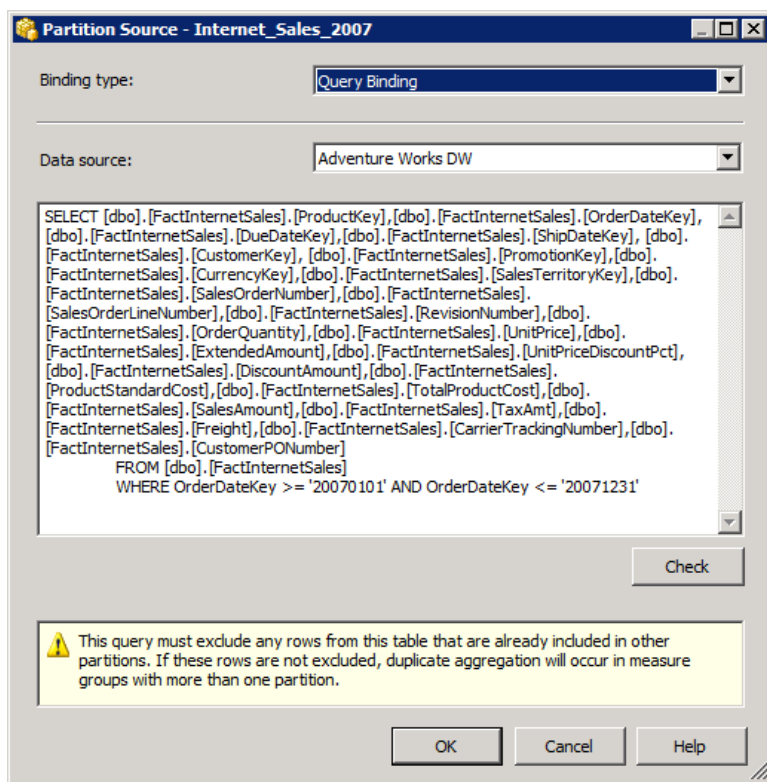 Partition Source - Internet_Sales_2007
Binding type:
Query Binding
Data source:
Adventure Works DW
SELECT [dbo].[FactInternetSales].[ProductKey],[dbo].[FactInternetSales].[OrderDateKey],
[dbo].[FactInternetSales].[DueDateKey],[dbo].[FactInternetSales].[ShipDateKey], [dbo].
[FactInternetSales].[CustomerKey], [dbo].[FactInternetSales].[PromotionKey],[dbo].
[FactInternetSales].[CurrencyKey],[dbo].[FactInternetSales].[SalesTerritoryKey],[dbo].
[FactInternetSales].[SalesOrderNumber],[dbo].[FactInternetSales].
[SalesOrderLineNumber],[dbo].[FactInternetSales].[RevisionNumber],[dbo].
[FactInternetSales].[OrderQuantity],[dbo].[FactInternetSales].[UnitPrice],[dbo].
[FactInternetSales].[ExtendedAmount],[dbo].[FactInternetSales].[UnitPriceDiscountPct],
[dbo].[FactInternetSales].[DiscountAmount],[dbo].[FactInternetSales].
[ProductStandardCost],[dbo].[FactInternetSales].[TotalProductCost],[dbo].
[FactInternetSales].[SalesAmount],[dbo].[FactInternetSales].[TaxAmt],[dbo].
[FactInternetSales].[Freight],[dbo].[FactInternetSales].[CarrierTrackingNumber],[dbo].
[FactInternetSales].[CustomerPONumber]
FROM [dbo].[FactInternetSales]
WHERE OrderDateKey >= '20070101' AND OrderDateKey <= '20071231'
Check
This query must exclude any rows from this table that are already included in other
partitions. If these rows are not excluded, duplicate aggregation will occur in measure
groups with more than one partition.
OK
Cancel
Help